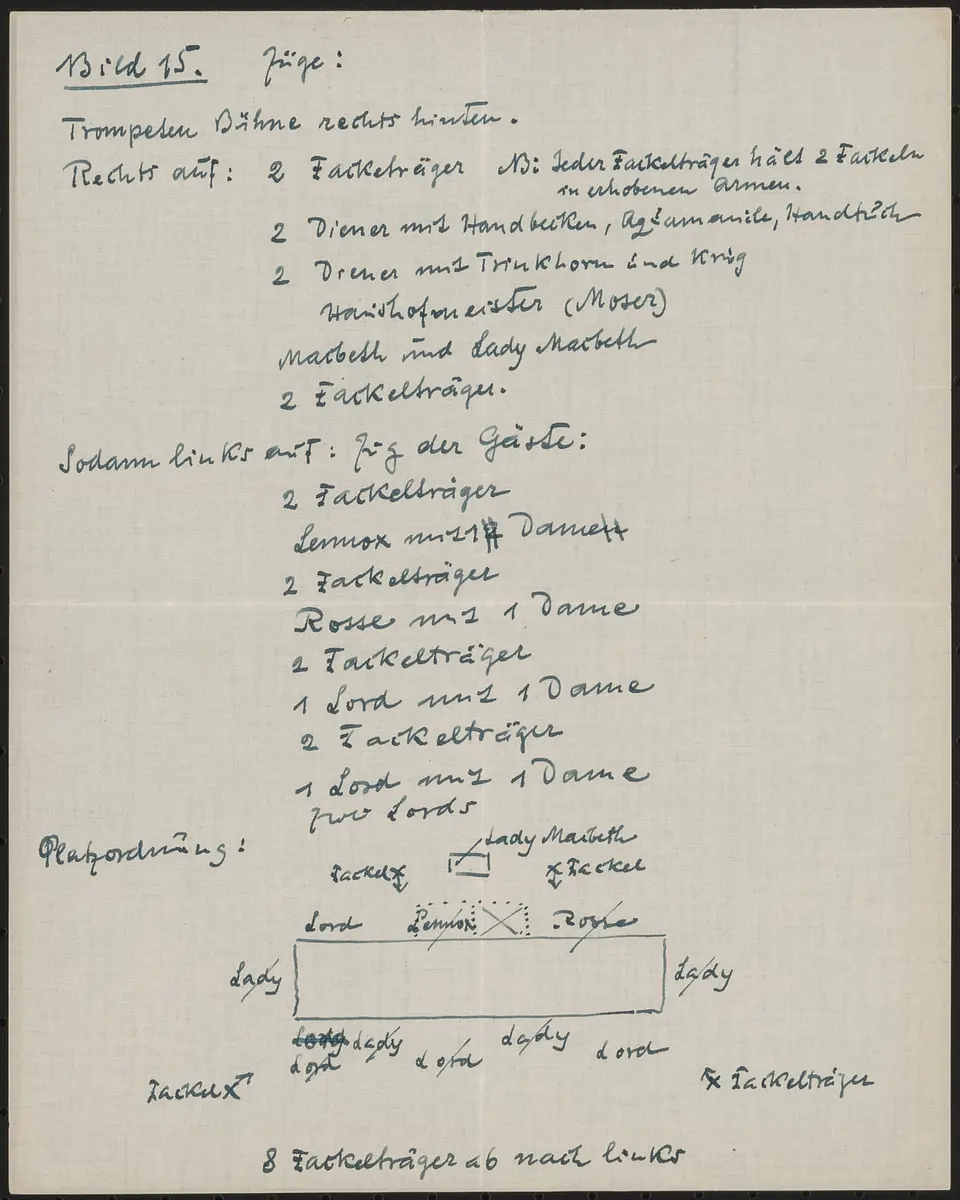 Bild 15. Züge:
Trompeten Bühne rechts hinten.
Rechts auf: 2 Fackelträger NB: Jeder Fackelträger hält 2 Fackeln
in erhobenen Armen.
2 Diener mit Handbecken, Aquamanile, Handtuch
2 Diener mit Trinkhorn und Krug
Haushofmeister (Moser)
Macbeth und Lady Macbeth
2 Fackelträger.
Sodann links auf: Zug der Gäste:
2 Fackelträger
Lennox mit 1 Dame
2 Fackelträger
Rosse mit 1 Dame
2 Fackelträger
1 Lord mit 1 Dame
2 Fackelträger
1 Lord mit 1 Dame
zwo Lords
Platzordnung:
Lady Macbeth
Fackel x x Fackel
Lord Lennox Rosse
Lady Lady
Lady Lady
Lord Lord Lord
Fackel x x Fackelträger
8 Fackelträger ab nach links